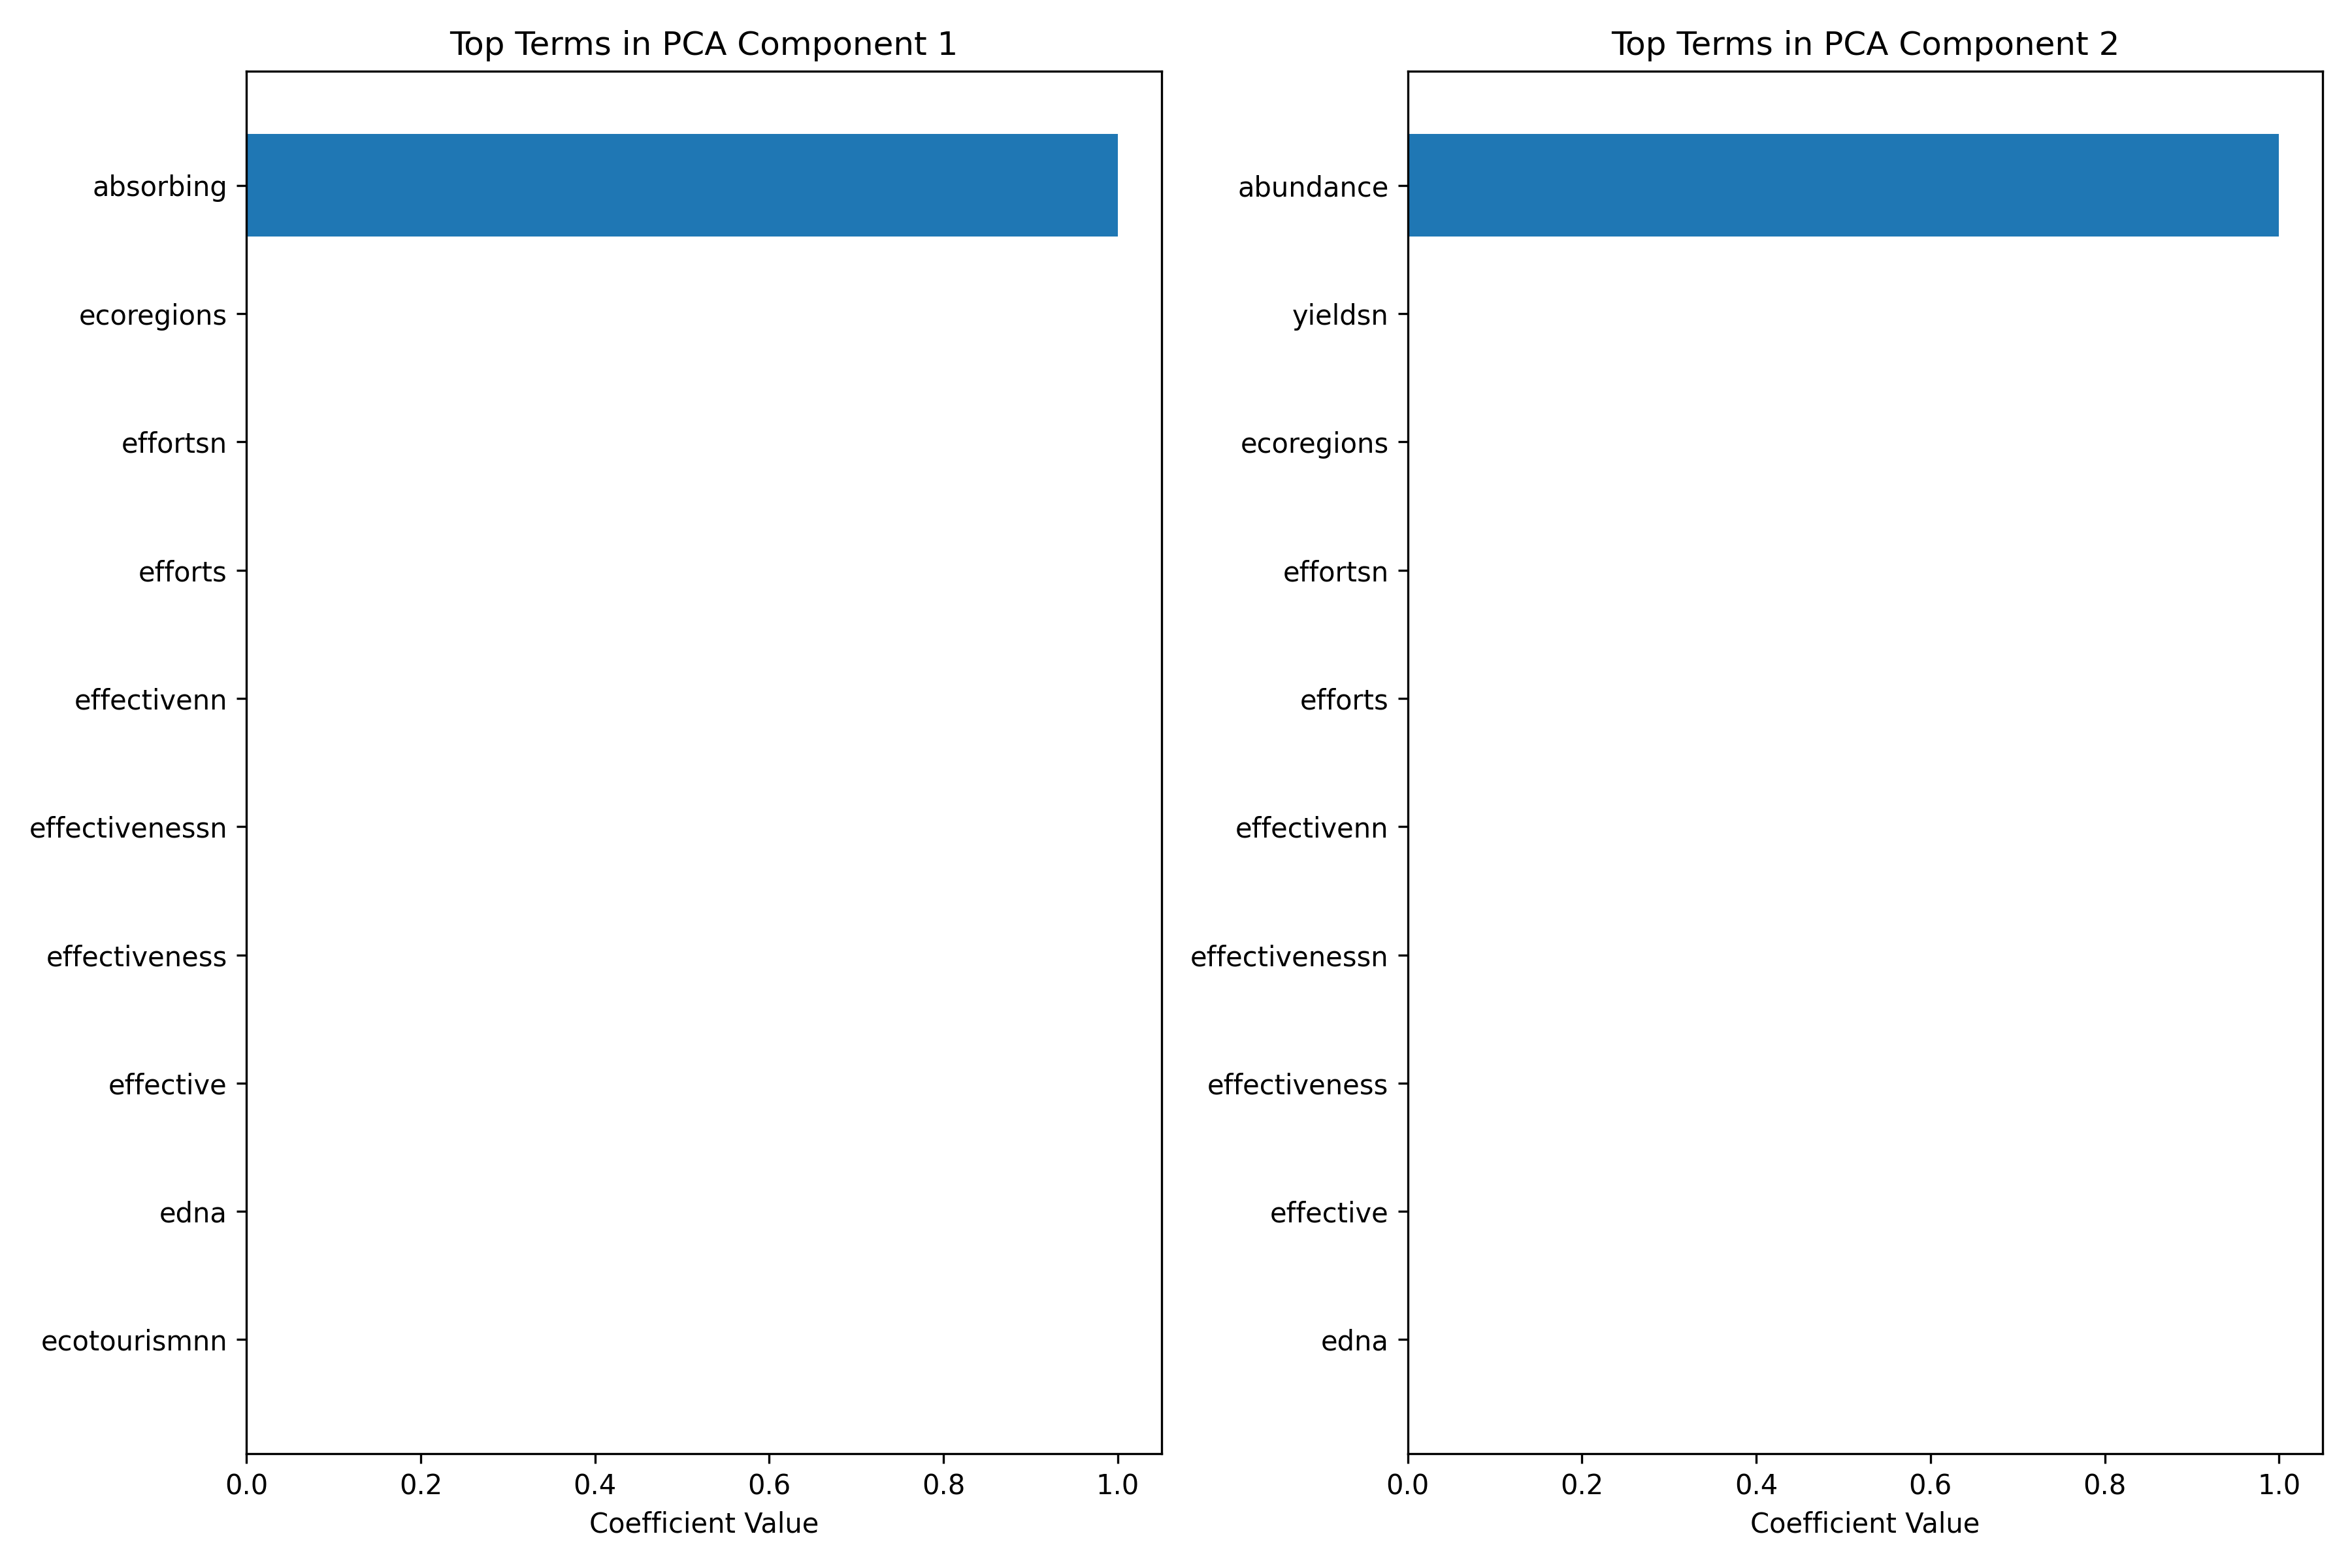 Top Terms in PCA Component 1
absorbing
ecoregions
effortsn
efforts
effectivenn
effectivenessn
effectiveness
effective
edna
ecotourismnn
0.0 0.2 0.4 0.6 0.8 1.0
Coefficient Value
Top Terms in PCA Component 2
abundance
yieldsn
ecoregions
effortsn
efforts
effectivenn
effectivenessn
effectiveness
effective
edna
0.0 0.2 0.4 0.6 0.8 1.0
Coefficient Value